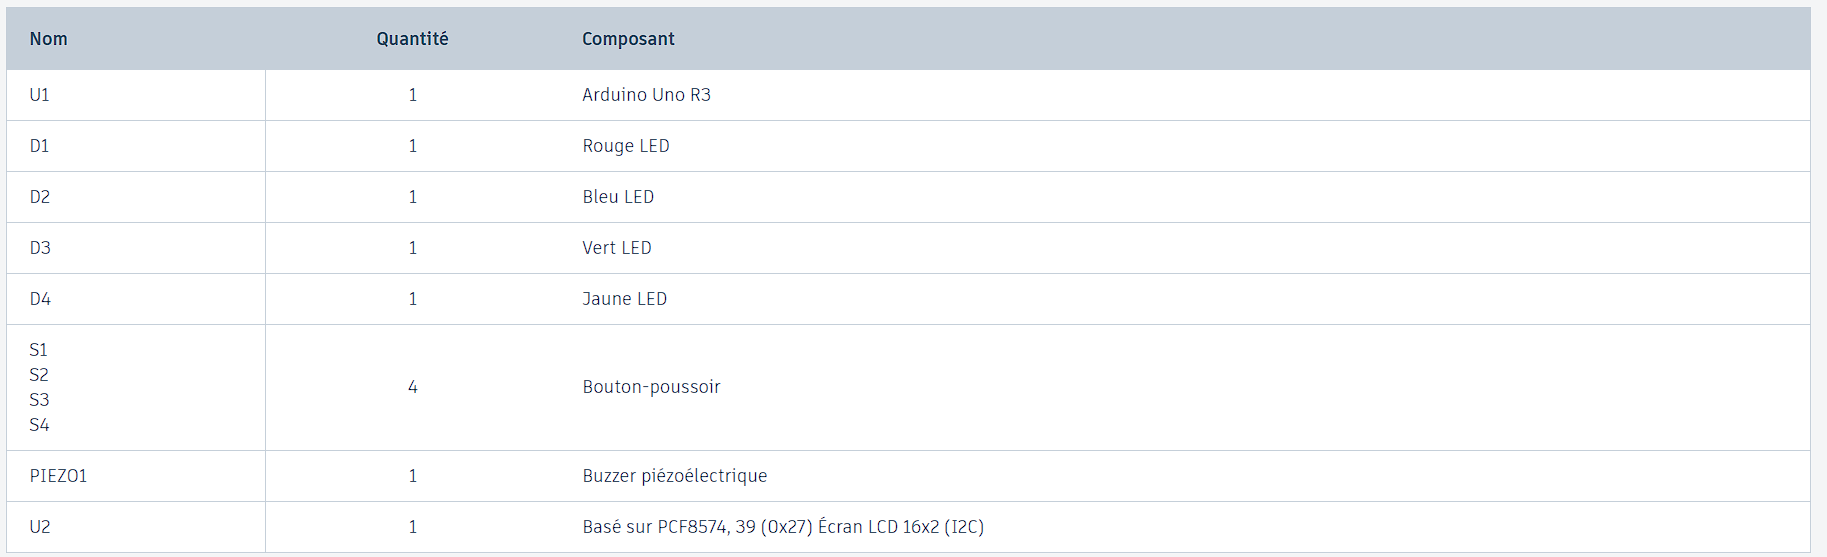 Nom Quantité Composant
U1 1 Arduino Uno R3
D1 1 Rouge LED
D2 1 Bleu LED
D3 1 Vert LED
D4 1 Jaune LED
S1
S2
S3
S4
4 Bouton-poussoir
PIEZO1 1 Buzzer piézoélectrique
U2 1 Basé sur PCF8574, 39 (0x27) Écran LCD 16x2 (I2C)